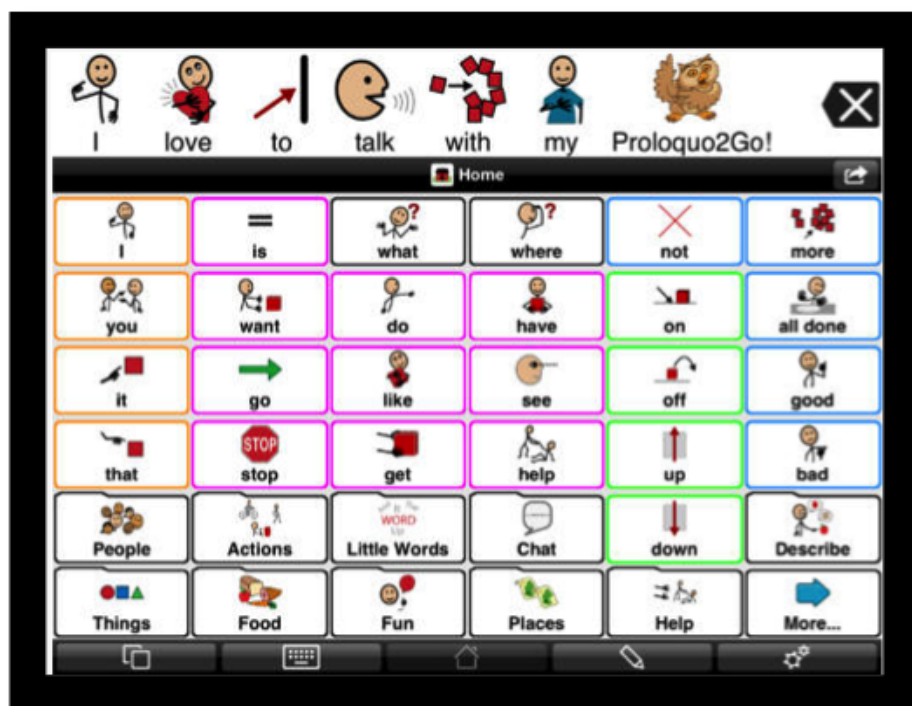 I love to talk with my Proloquo2Go!
Home
I is what where not more
you want do have on all done
it go like see off good
that STOP stop get help up bad
WORD
People Actions Little Words Chat down Describe
Things Food Fun Places Help More...